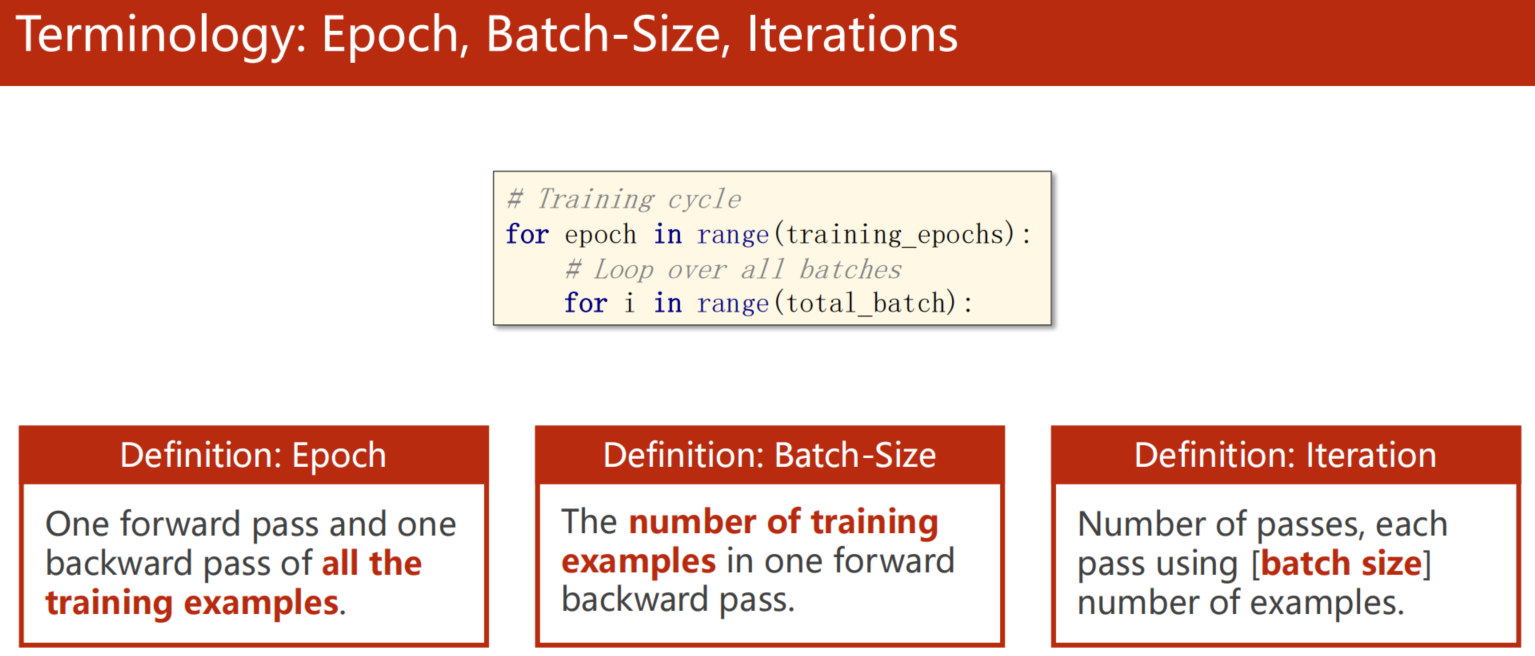 Terminology: Epoch, Batch-Size, Iterations
# Training cycle
for epoch in range(training_epochs):
    # Loop over all batches
    for i in range(total_batch):
Definition: Epoch
One forward pass and one
backward pass of all the
training examples.
Definition: Batch-Size
The number of training
examples in one forward
backward pass.
Definition: Iteration
Number of passes, each
pass using [batch size]
number of examples.